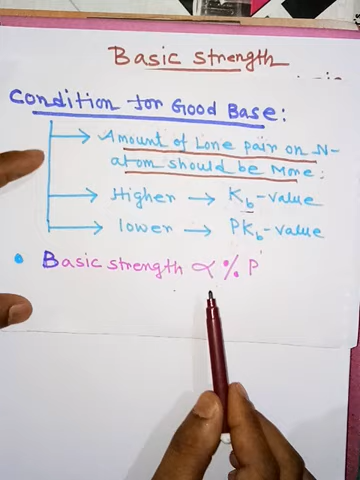 Basic strength
Condition for Good Base:
Amount of Lone pair on N-
atom should be More;
Higher → Kb-value
lower → PKb-value
• Basic strength ∝ % P